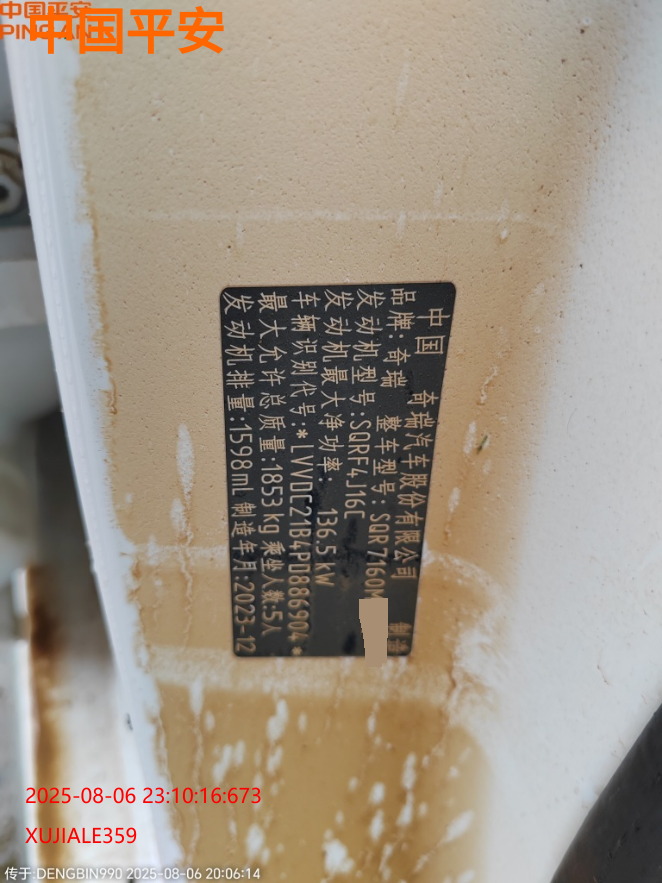 中国平安
PING AN
中国平安
中国 奇瑞汽车股份有限公司 制造
品牌: 奇瑞 整车型号: SQR7160M
发动机型号:SQRF4J16C
发动机最大净功率: 136.5 kW
车辆识别代号:*LVVDC21B4PD886904*
最大允许总质量:1853kg 乘坐人数:5人
发动机排量:1598mL 制造年月:2023-12
2025-08-06 23:10:16:673
XUJIALE359
传于:DENGBIN990 2025-08-06 20:06:14